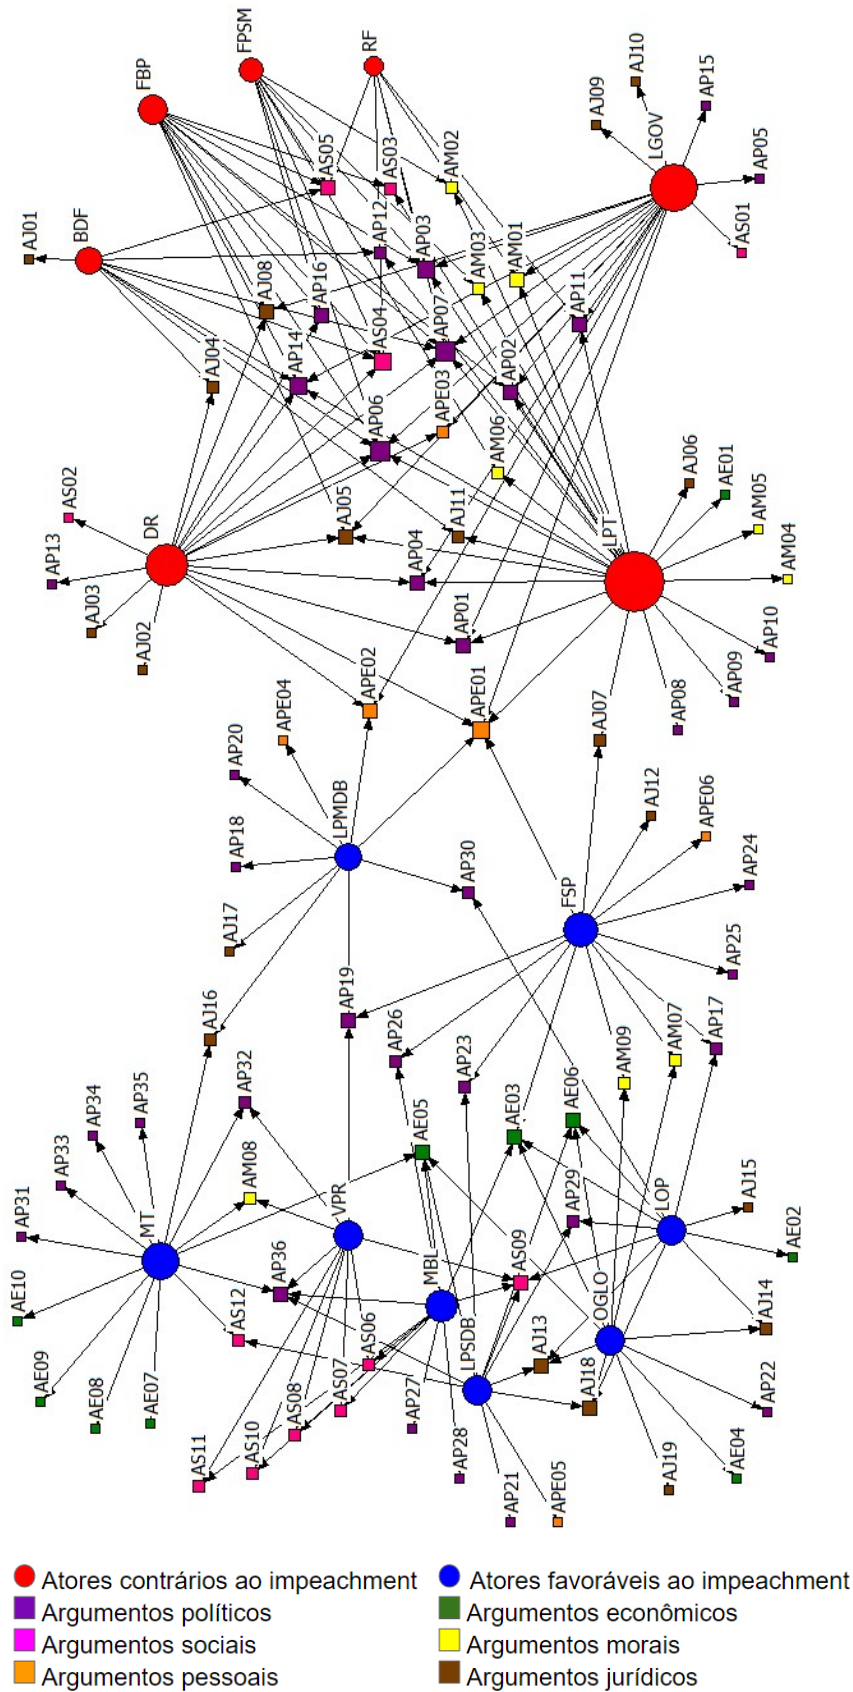 FPSM
RF
FBP
AJ10
AJ09
AP15
LGOV
AP05
AS05
AS03
AM02
BDF
AJ01
AS01
AP12
AP03
AM03
AM01
AJ08
AP16
AP11
AS04
AP07
AJ04
AP14
AP02
APE03
AP06
AM06
AJ06
AE01
AS02
DR
AJ05
AJ11
LPT
AM05
AP13
AP04
AM04
AJ03
AJ02
AP01
AP10
APE02
APE04
APE01
AJ07
AP08
AP09
AP20
LPMDB
AJ12
APE06
AP18
AP30
FSP
AP24
AJ17
AP25
AP19
AJ16
AP26
AP23
AM09
AM07
AP17
AP32
AP34
AP35
AE05
AE03
AE06
AP33
AM08
AP31
MT
VPR
AP29
LOP
AJ15
AE02
AE10
AP36
MBL
AS09
AS12
AS06
LPSDB
OGLO
AJ13
AJ14
AE09
AE08
AE07
AS08
AS07
AP27
AJ18
AP22
AS11
AS10
AP28
AJ19
AE04
AP21
APE05
Atores contrários ao impeachment
Atores favoráveis ao impeachment
Argumentos políticos
Argumentos econômicos
Argumentos sociais
Argumentos morais
Argumentos pessoais
Argumentos jurídicos